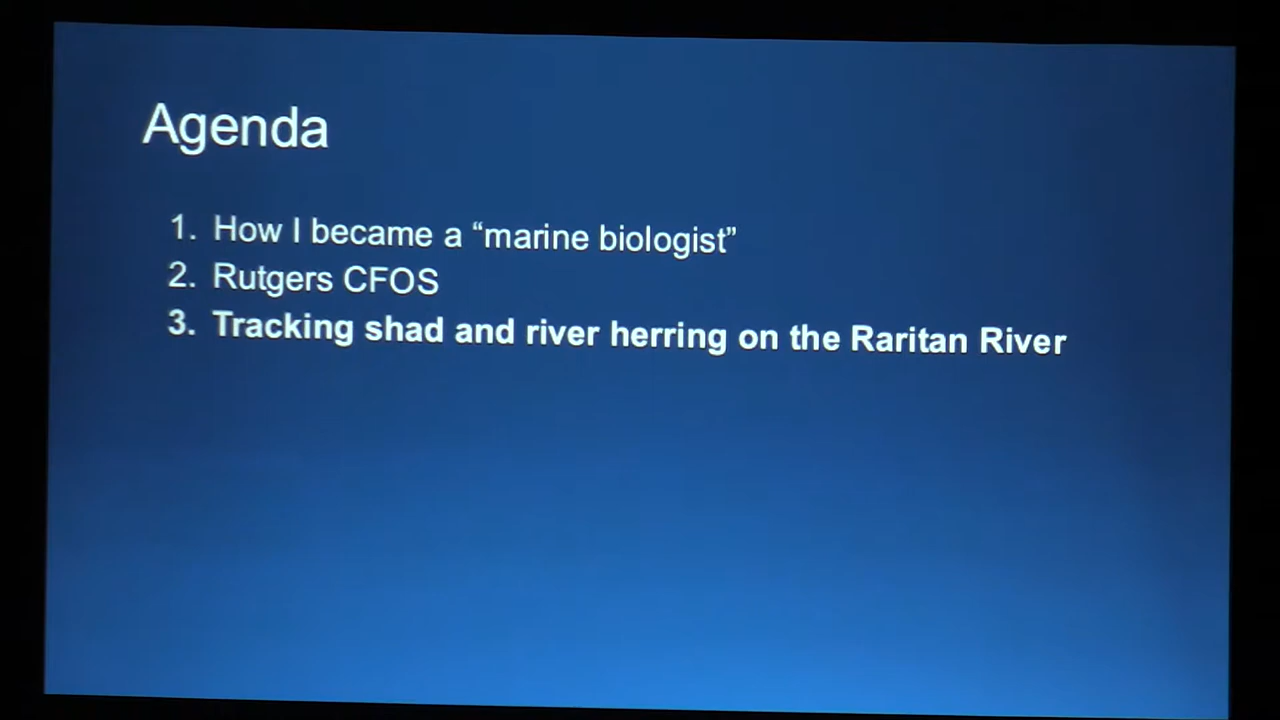 Agenda
1. How I became a “marine biologist”
2. Rutgers CFOS
3. Tracking shad and river herring on the Raritan River